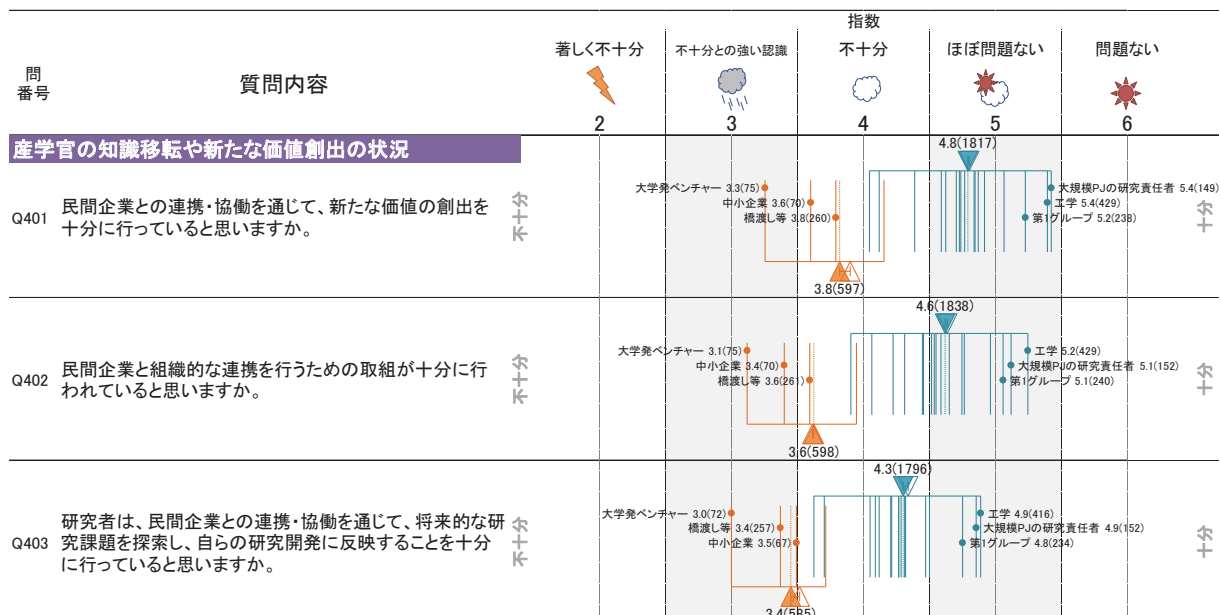 指数
著しく不十分
不十分との強い認識
不十分
ほぼ問題ない
問題ない
問
番号
質問内容
2
3
4
5
6
産学官の知識移転や新たな価値創出の状況
Q401
民間企業との連携・協働を通じて、新たな価値の創出を
十分に行っていると思いますか。
不十分
4.8(1817)
大学発ベンチャー 3.3(75)
中小企業 3.6(70)
橋渡し等 3.8(260)
大規模PJの研究責任者 5.4(149)
工学 5.4(429)
第1グループ 5.2(238)
3.8(597)
十分
Q402
民間企業と組織的な連携を行うための取組が十分に行
われていると思いますか。
不十分
4.6(1838)
大学発ベンチャー 3.1(75)
中小企業 3.4(70)
橋渡し等 3.6(261)
工学 5.2(429)
大規模PJの研究責任者 5.1(152)
第1グループ 5.1(240)
3.6(598)
十分
Q403
研究者は、民間企業との連携・協働を通じて、将来的な研
究課題を探索し、自らの研究開発に反映することを十分
に行っていると思いますか。
不十分
4.3(1796)
大学発ベンチャー 3.0(72)
橋渡し等 3.4(257)
中小企業 3.5(67)
工学 4.9(416)
大規模PJの研究責任者 4.9(152)
第1グループ 4.8(234)
3.4(585)
十分